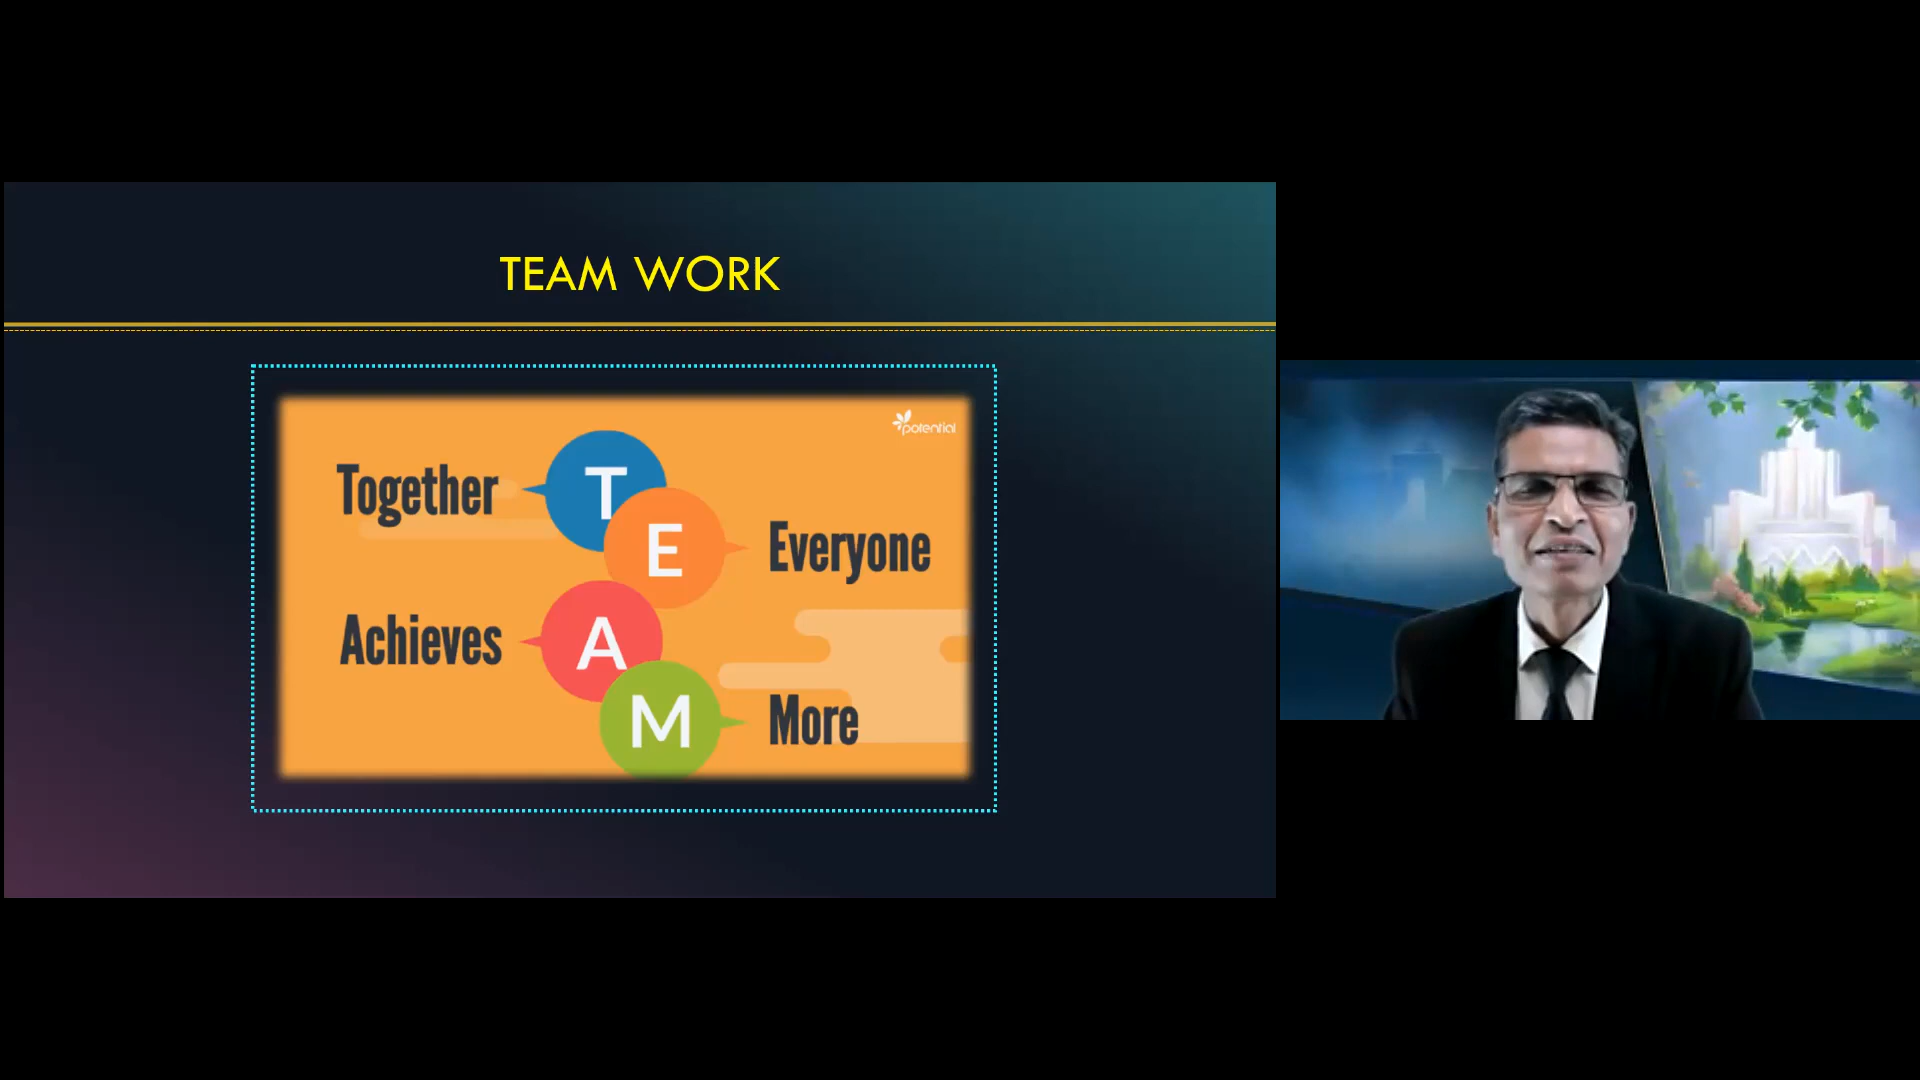 TEAM WORK
potential
Together
T
E
Everyone
Achieves
A
M
More